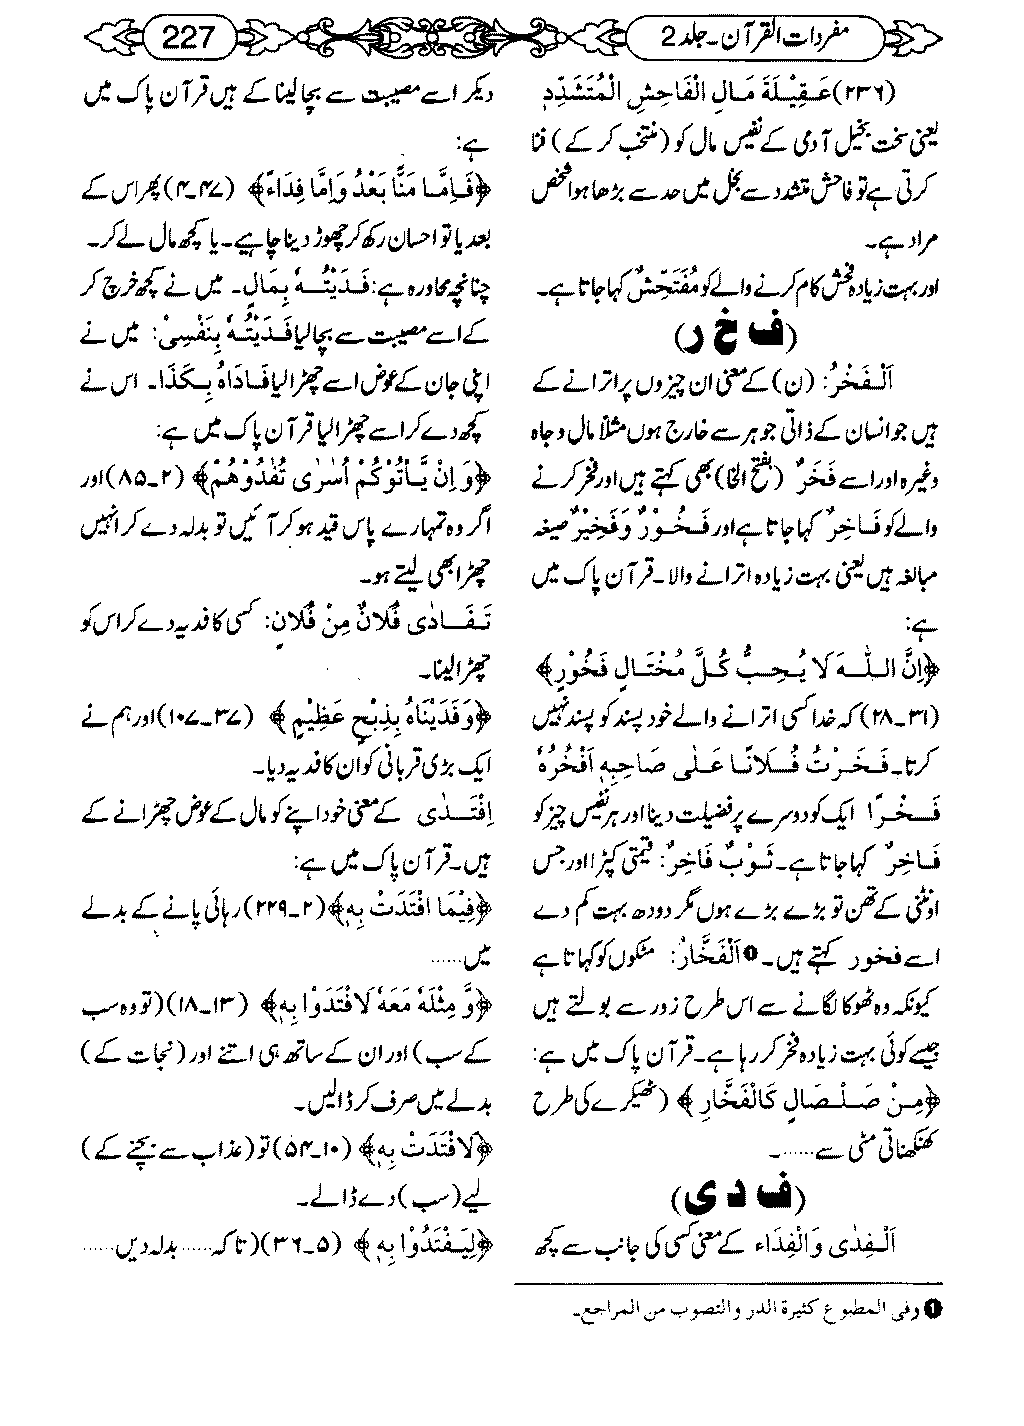 مفردات القرآن۔ جلد 2
227
(۲۳۶) عَقِيْلَةَ مَالِ الْفَاحِشِ الْمُتَشَدِّدِ
یعنی سخت بخیل آدمی کے نفیس مال کو (منتخب کرکے) فنا
کرتی ہے تو فاحش متشدد سے بخل میں حد سے بڑھا ہوا شخص
مراد ہے۔
اور بہت زیادہ فحش کام کرنے والے کو مُفْتَحِشٌ کہا جاتا ہے۔
(ف خ ر)
اَلْفَخْرُ: (ن) کے معنی ان چیزوں پر اترانے کے
ہیں جو انسان کے ذاتی جوہر سے خارج ہوں مثلاً مال و جاہ
وغیرہ اور اسے فَخَرٌ (بفتح الخا) بھی کہتے ہیں اور فخر کرنے
والے کو فَاخِرٌ کہا جاتا ہے اور فَخُوْرٌ وَفَخِيْرٌ صیغہ
مبالغہ ہیں یعنی بہت زیادہ اترانے والا۔ قرآن پاک میں
ہے:
﴿اِنَّ اللّٰهَ لَا يُحِبُّ كُلَّ مُخْتَالٍ فَخُوْرٍ﴾
(۳۱۔۲۸) کہ خدا کسی اترانے والے خود پسند کو پسند نہیں
کرتا۔ فَخَرْتُ فُلَانًا عَلٰى صَاحِبِهٖ اَفْخُرُهٗ
فَخْرًا ایک کو دوسرے پر فضیلت دینا اور ہر نفیس چیز کو
فَاخِرٌ کہا جاتا ہے۔ ثَوْبٌ فَاخِرٌ: قیمتی کپڑا اور جس
اونٹنی کے تھن تو بڑے بڑے ہوں مگر دودھ بہت کم دے
اسے فخور کہتے ہیں۔❶ اَلْفَخَّارُ: مٹکوں کو کہا تا ہے
کیونکہ وہ ٹھوکا لگانے سے اس طرح زور سے بولتے ہیں
جیسے کوئی بہت زیادہ فخر کر رہا ہے۔ قرآن پاک میں ہے:
﴿مِنْ صَلْصَالٍ كَالْفَخَّارِ﴾ (ٹھیکرے کی طرح
کھنکھناتی مٹی سے......۔
(ف د ی)
اَلْفِدٰى وَالْفِدَاء کے معنی کسی کی جانب سے کچھ
دیکر اسے مصیبت سے بچا لینا کے ہیں قرآن پاک میں
ہے:
﴿فَاِمَّا مَنًّا بَعْدُ وَاِمَّا فِدَاءً﴾ (۴۷۔۴) پھر اس کے
بعد یا تو احسان رکھ کر چھوڑ دینا چاہیے۔ یا کچھ مال لے کر۔
چنانچہ محاورہ ہے: فَدَيْتُهٗ بِمَالٍ۔ میں نے کچھ خرچ کر
کے اسے مصیبت سے بچا لیا فَدَيْتُهٗ بِنَفْسِيْ: میں نے
اپنی جان کے عوض اسے چھڑا لیا فَادَاهُ بِكَذَا۔ اس نے
کچھ دے کر اسے چھڑا لیا قرآن پاک میں ہے:
﴿وَاِنْ يَّاْتُوْكُمْ اُسٰرٰى تُفٰدُوْهُمْ﴾ (۲۔۸۵) اور
اگر وہ تمہارے پاس قید ہو کر آئیں تو بدلہ دے کر انہیں
چھڑا بھی لیتے ہو۔
تَفَادٰى فُلَانٌ مِنْ فُلَانٍ: کسی کا فدیہ دے کر اس کو
چھڑا لینا۔
﴿وَفَدَيْنَاهُ بِذِبْحٍ عَظِيْمٍ﴾ (۳۷۔۱۰۷) اور ہم نے
ایک بڑی قربانی کو ان کا فدیہ دیا۔
اِفْتَدٰى کے معنی خود اپنے کو مال کے عوض چھڑانے کے
ہیں۔ قرآن پاک میں ہے:
﴿فِيْمَا افْتَدَتْ بِهٖ﴾ (۲۔۲۲۹) رہائی پانے کے بدلے
میں......
﴿وَّ مِثْلَهٗ مَعَهٗ لَافْتَدَوْا بِهٖ﴾ (۱۳۔۱۸) (تو وہ سب
کے سب) اور ان کے ساتھ ہی اتنے اور (نجات کے)
بدلے میں صرف کر ڈالیں۔
﴿لَافْتَدَتْ بِهٖ﴾ (۱۰۔۵۴) تو (عذاب سے بچنے کے)
لیے (سب) دے ڈالے۔
﴿لِيَفْتَدُوْا بِهٖ﴾ (۵۔۳۶) (تاکہ...... بدلہ دیں......
❶ وفی المطبوع کثیرة الدر والتصوب من المراجع۔